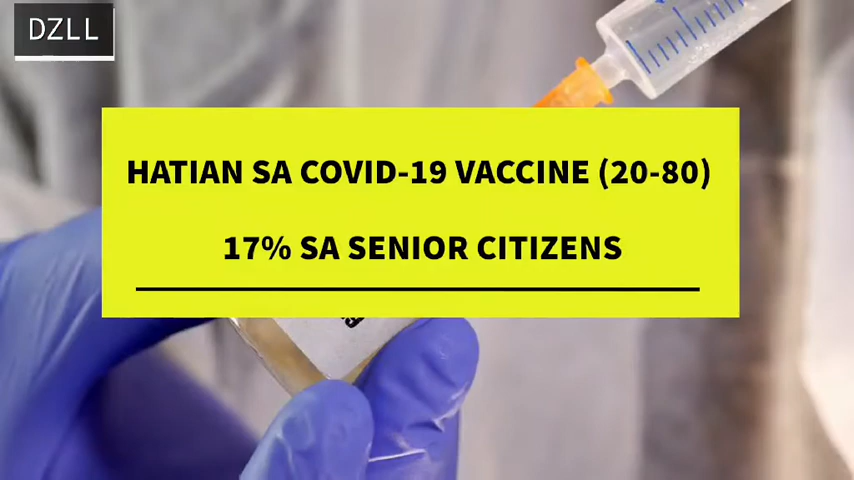 DZLL
HATIAN SA COVID-19 VACCINE (20-80)
17% SA SENIOR CITIZENS